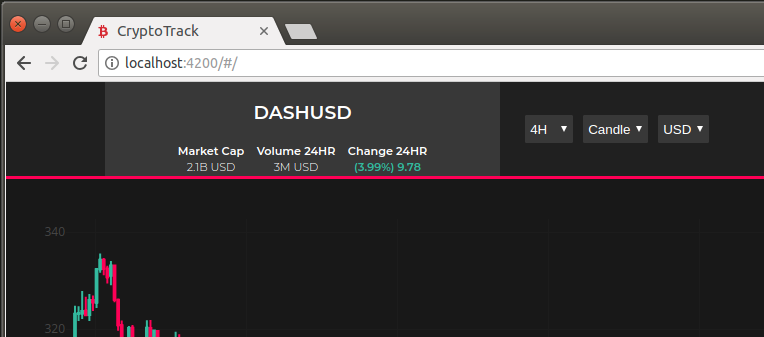 CryptoTrack
localhost:4200/#/
DASHUSD
Market Cap Volume 24HR Change 24HR
2.1B USD 3M USD (3.99%) 9.78
4H Candle USD
340
320